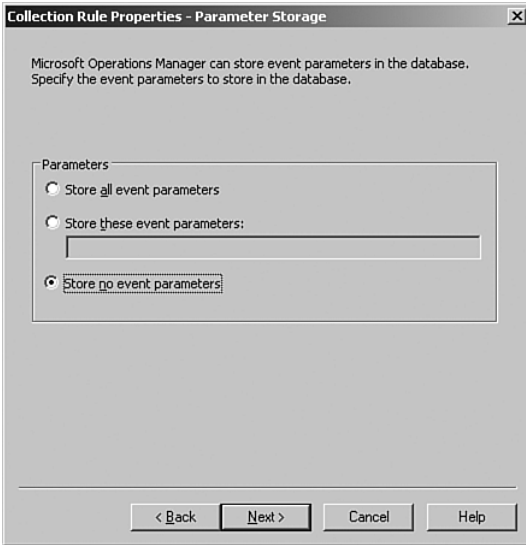 Collection Rule Properties - Parameter Storage
Microsoft Operations Manager can store event parameters in the database.
Specify the event parameters to store in the database.
Parameters
Store all event parameters
Store these event parameters:
Store no event parameters
< Back
Next >
Cancel
Help